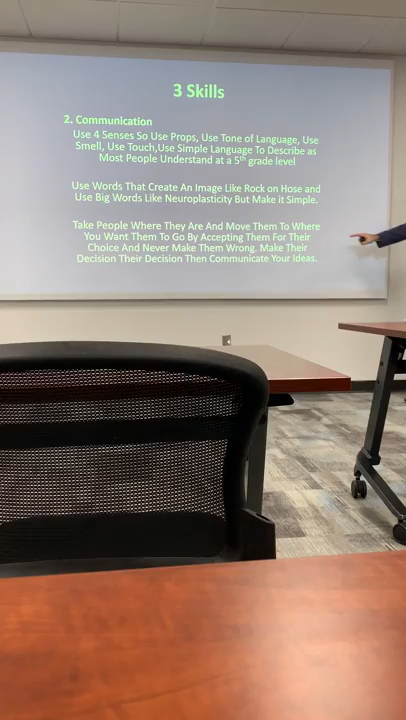 3 Skills
2. Communication
Use 4 Senses So Use Props, Use Tone of Language, Use
Smell, Use Touch,Use Simple Language To Describe as
Most People Understand at a 5th grade level
Use Words That Create An Image Like Rock on Hose and
Use Big Words Like Neuroplasticity But Make it Simple.
Take People Where They Are And Move Them To Where
You Want Them To Go By Accepting Them For Their
Choice And Never Make Them Wrong. Make Their
Decision Their Decision Then Communicate Your Ideas.